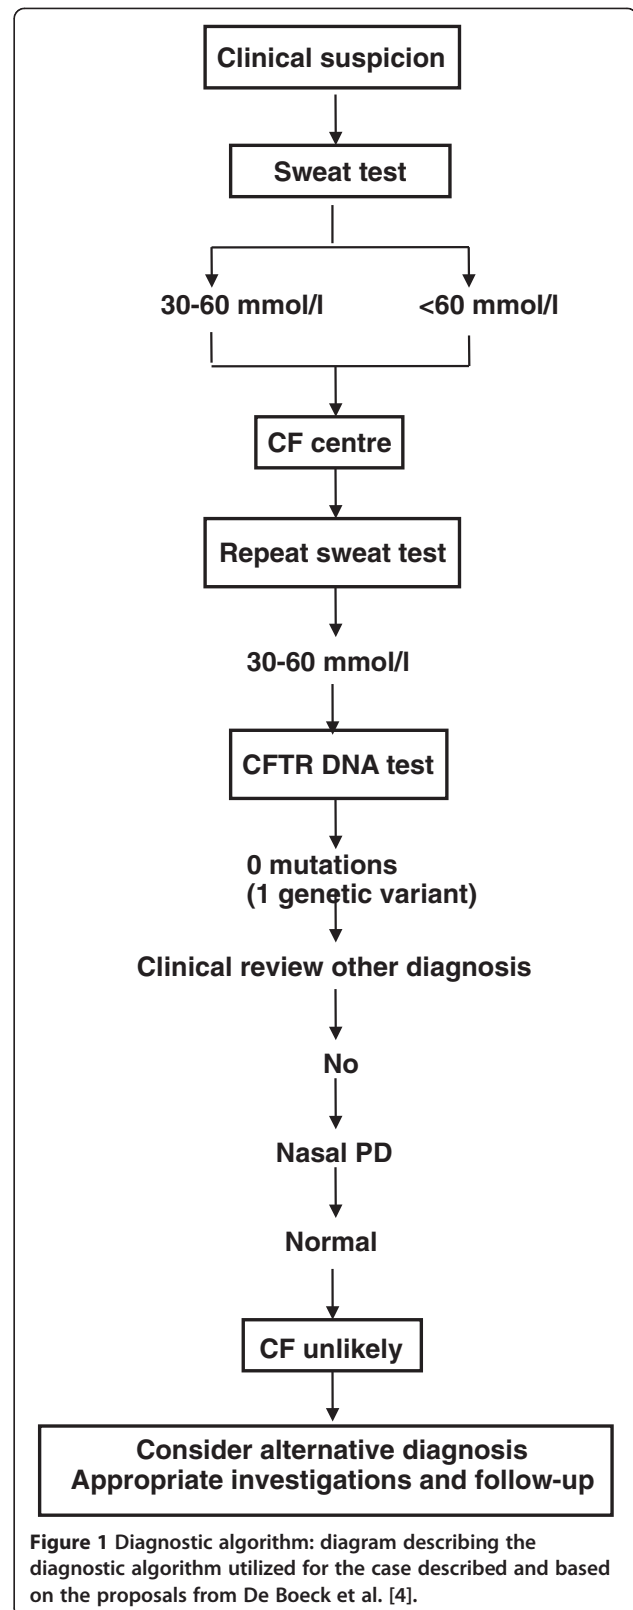 Clinical suspicion
Sweat test
30-60 mmol/l
<60 mmol/l
CF centre
Repeat sweat test
30-60 mmol/l
CFTR DNA test
0 mutations
(1 genetic variant)
Clinical review other diagnosis
No
Nasal PD
Normal
CF unlikely
Consider alternative diagnosis
Appropriate investigations and follow-up
Figure 1 Diagnostic algorithm: diagram describing the
diagnostic algorithm utilized for the case described and based
on the proposals from De Boeck et al. [4].